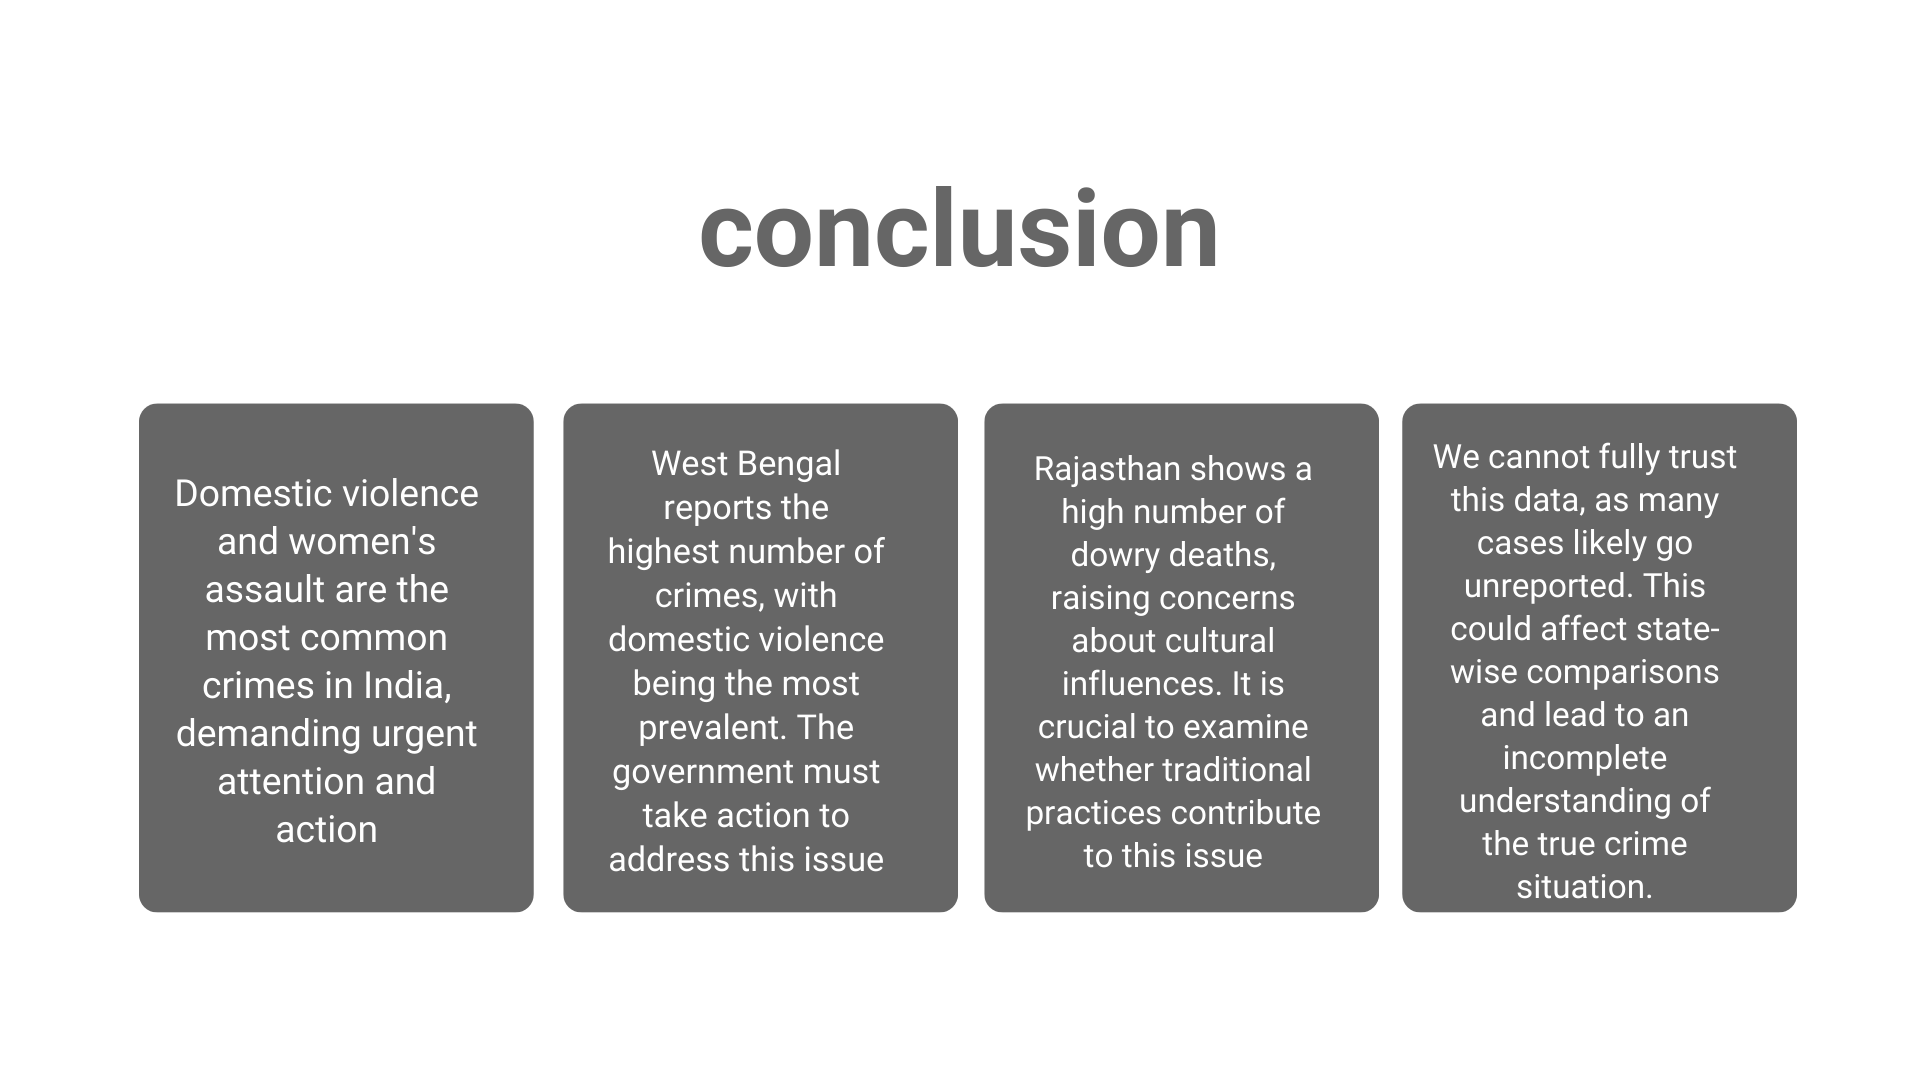 conclusion
Domestic violence
and women's
assault are the
most common
crimes in India,
demanding urgent
attention and
action
West Bengal
reports the
highest number of
crimes, with
domestic violence
being the most
prevalent. The
government must
take action to
address this issue
Rajasthan shows a
high number of
dowry deaths,
raising concerns
about cultural
influences. It is
crucial to examine
whether traditional
practices contribute
to this issue
We cannot fully trust
this data, as many
cases likely go
unreported. This
could affect state-
wise comparisons
and lead to an
incomplete
understanding of
the true crime
situation.